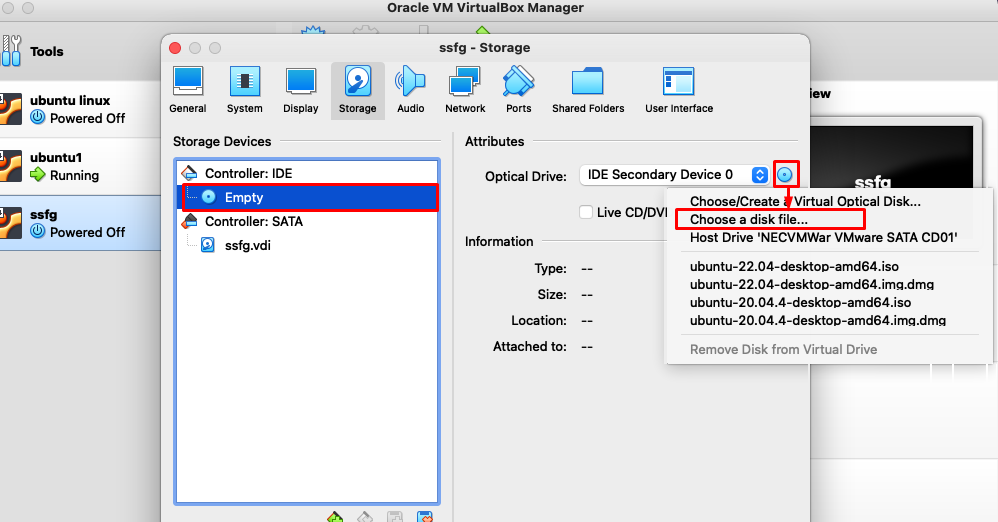 Oracle VM VirtualBox Manager
Tools
ubuntu linux
Powered Off
ubuntu1
Running
ssfg
Powered Off
ssfg - Storage
General
System
Display
Storage
Audio
Network
Ports
Shared Folders
User Interface
Storage Devices
Controller: IDE
Empty
Controller: SATA
ssfg.vdi
Attributes
Optical Drive: IDE Secondary Device 0
Live CD/DVD
Information
Type: --
Size: --
Location: --
Attached to: --
Choose/Create a Virtual Optical Disk...
Choose a disk file...
Host Drive 'NECVMWar VMware SATA CD01'
ubuntu-22.04-desktop-amd64.iso
ubuntu-22.04-desktop-amd64.img.dmg
ubuntu-20.04.4-desktop-amd64.iso
ubuntu-20.04.4-desktop-amd64.img.dmg
Remove Disk from Virtual Drive
iew
ssfg